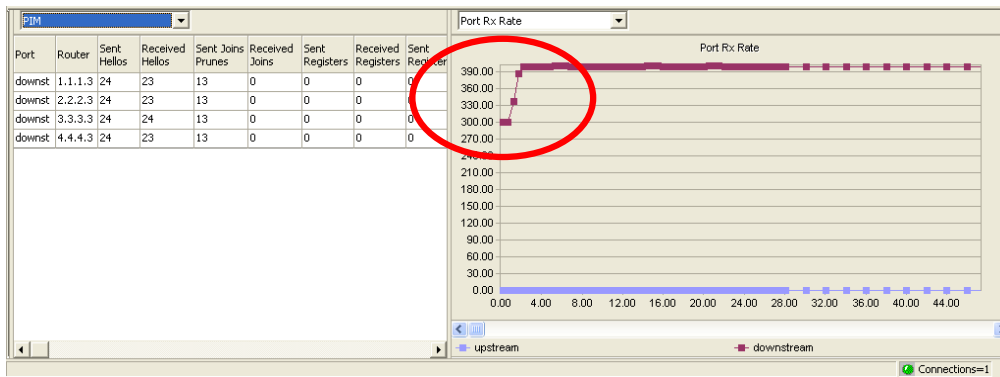 PIM
Port Router Sent Hellos Received Hellos Sent Joins Prunes Received Joins Sent Registers Received Registers Sent
downst 1.1.1.3 24 23 13 0 0 0 0
downst 2.2.2.3 24 23 13 0 0 0 0
downst 3.3.3.3 24 24 13 0 0 0 0
downst 4.4.4.3 24 23 13 0 0 0 0
Port Rx Rate
Port Rx Rate
390.00
360.00
330.00
300.00
270.00
240.00
210.00
180.00
150.00
120.00
90.00
60.00
30.00
0.00
0.00 4.00 8.00 12.00 16.00 20.00 24.00 28.00 32.00 36.00 40.00 44.00
upstream downstream
Connections=1